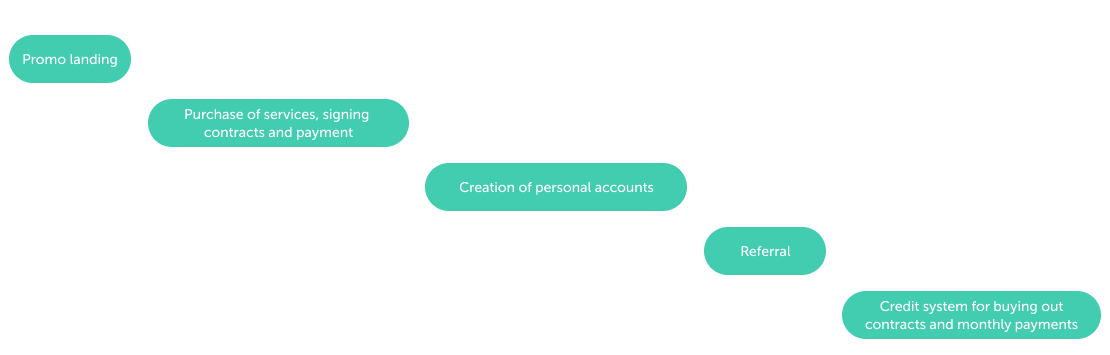 Promo landing
Purchase of services, signing
contracts and payment
Creation of personal accounts
Referral
Credit system for buying out
contracts and monthly payments